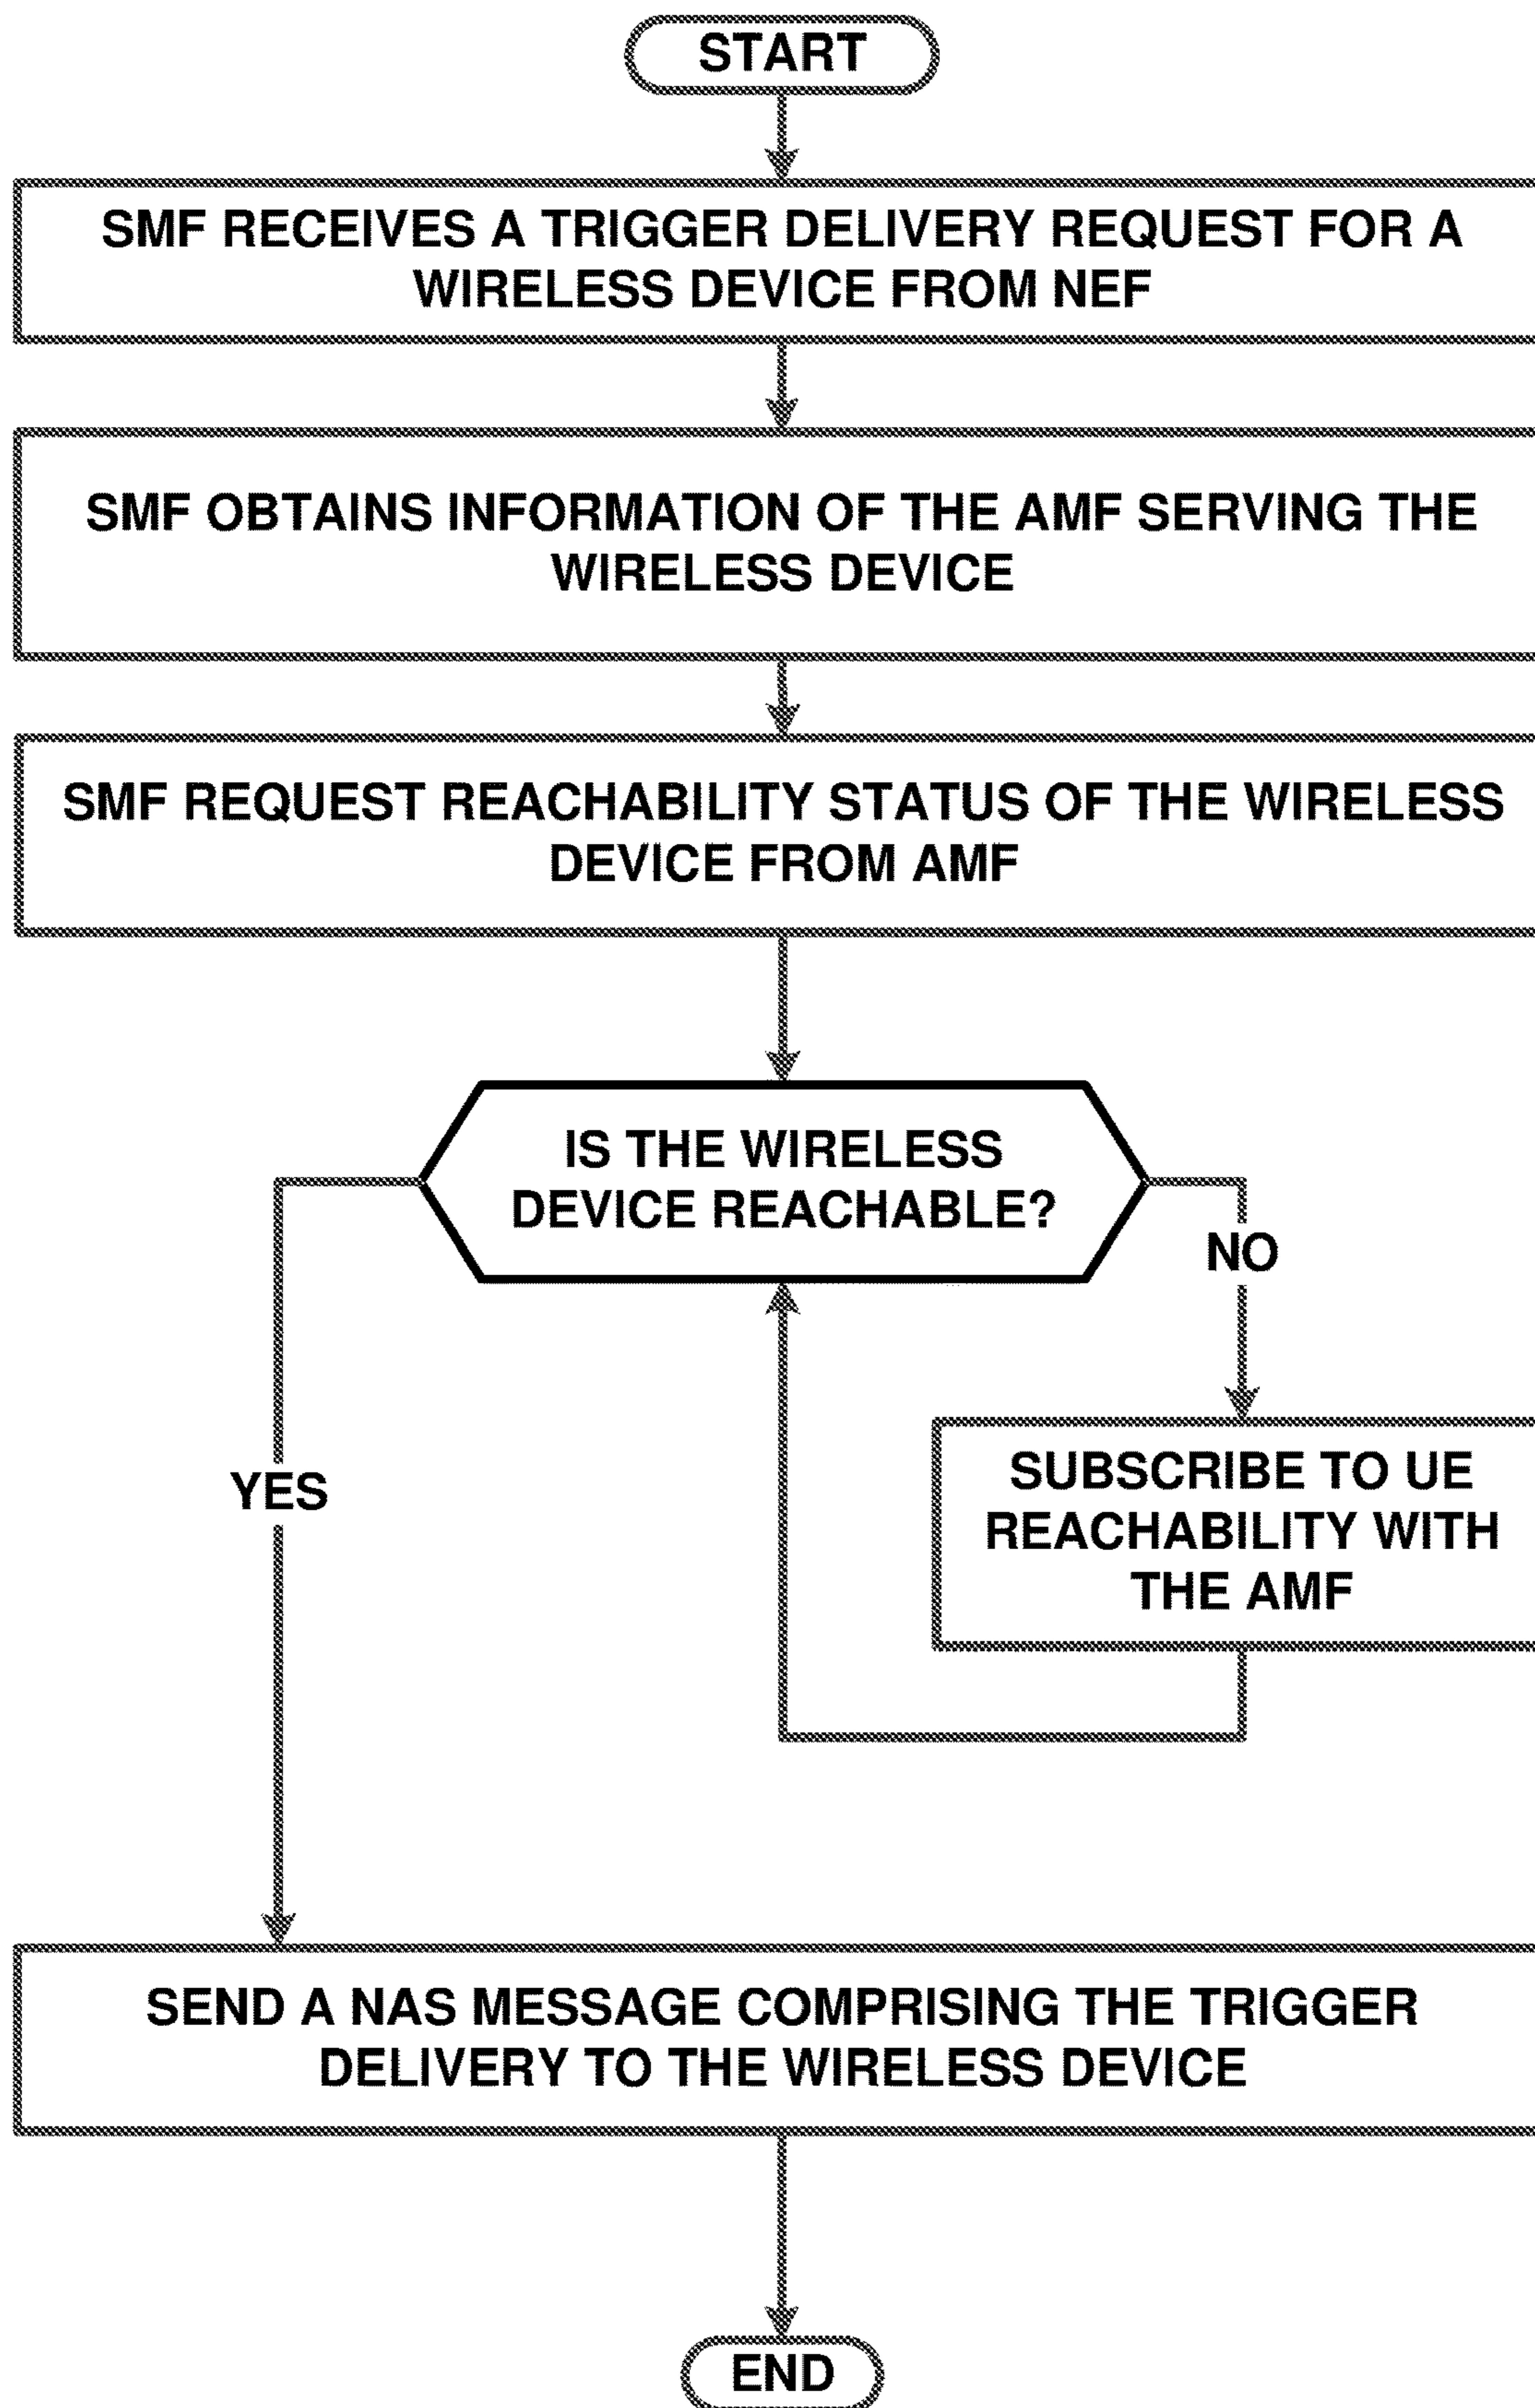 START
SMF RECEIVES A TRIGGER DELIVERY REQUEST FOR A
WIRELESS DEVICE FROM NEF
SMF OBTAINS INFORMATION OF THE AMF SERVING THE
WIRELESS DEVICE
SMF REQUEST REACHABILITY STATUS OF THE WIRELESS
DEVICE FROM AMF
IS THE WIRELESS
DEVICE REACHABLE?
NO
SUBSCRIBE TO UE
REACHABILITY WITH
THE AMF
YES
SEND A NAS MESSAGE COMPRISING THE TRIGGER
DELIVERY TO THE WIRELESS DEVICE
END